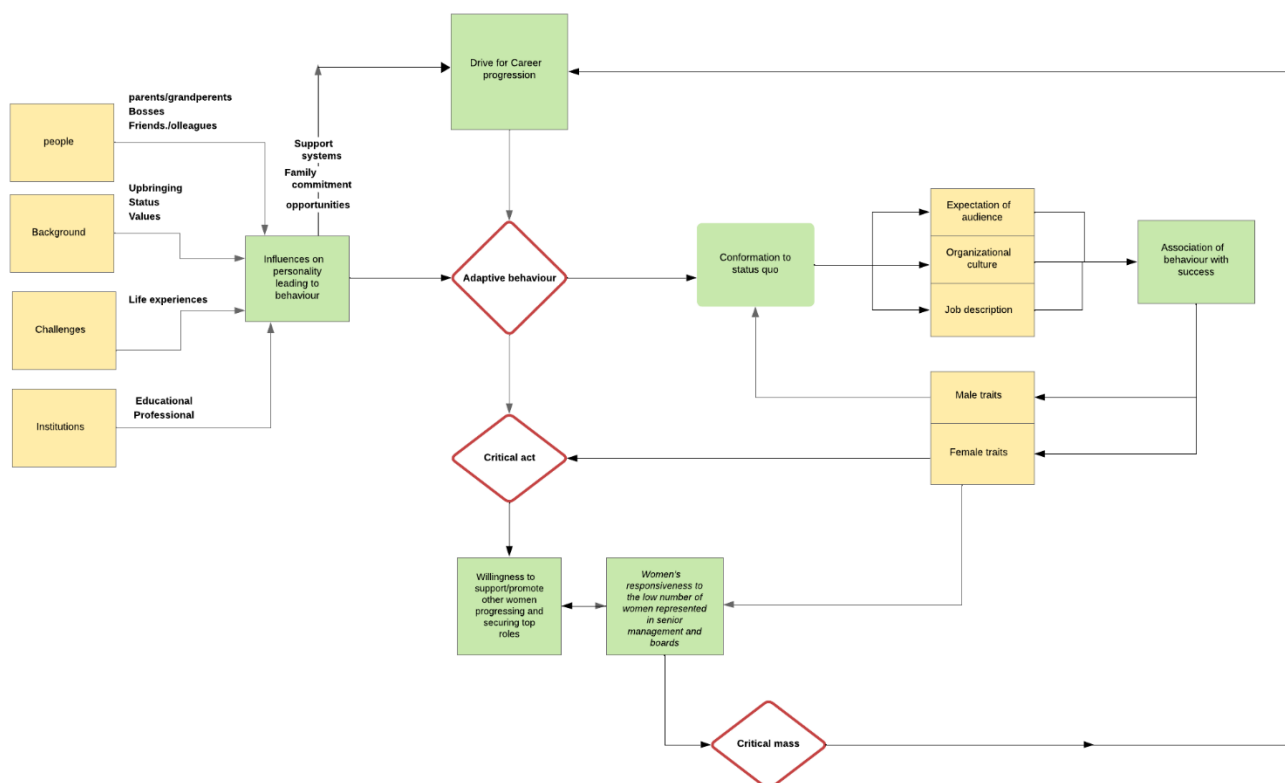 Drive for Career
progression
parents/grandperents
Bosses
Friends./olleagues
people
Support
systems
Family
commitment
opportunities
Upbringing
Status
Values
Background
Influences on
personality
leading to
behaviour
Adaptive behaviour
Conformation to
status quo
Expectation of
audience
Organizational
culture
Job description
Association of
behaviour with
success
Life experiences
Challenges
Educational
Professional
Institutions
Male traits
Female traits
Critical act
Willingness to
support/promote
other women
progressing and
securing top
roles
Women's
responsiveness to
the low number of
women represented
in senior
management and
boards
Critical mass